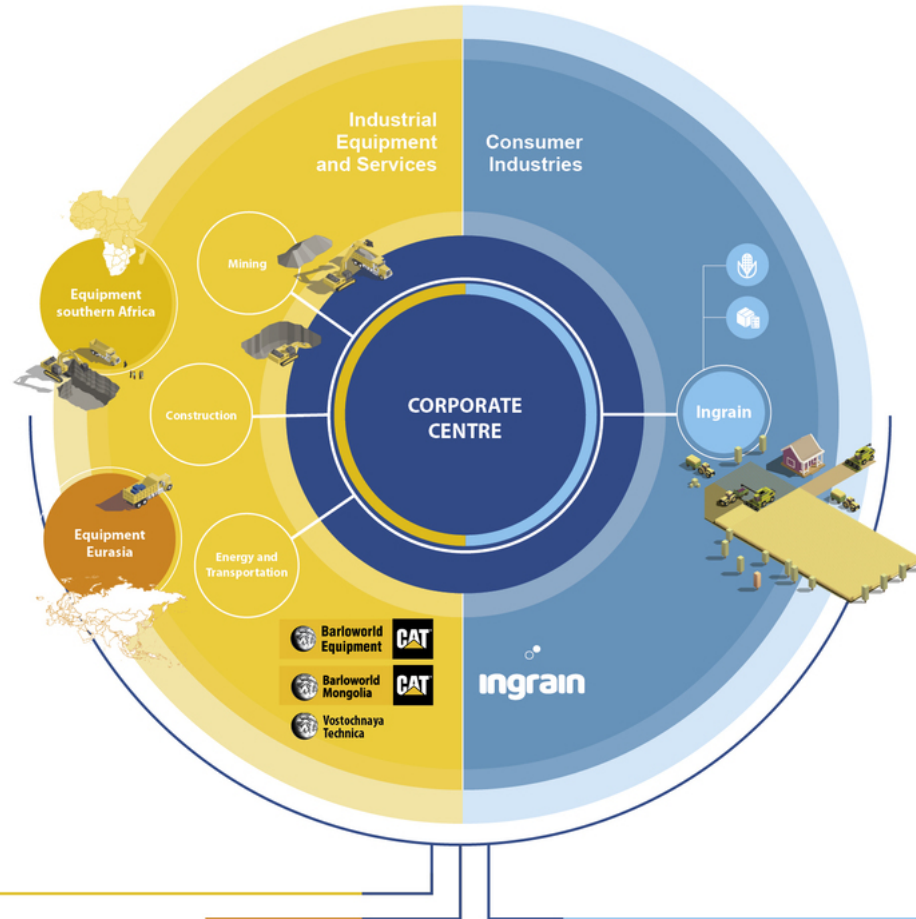 Industrial
Equipment
and Services
Consumer
Industries
Mining
Equipment
southern Africa
Construction
CORPORATE
CENTRE
Ingrain
Equipment
Eurasia
Energy and
Transportation
Barloworld
Equipment
CAT
Barloworld
Mongolia
CAT
Vostochnaya
Technica
ingrain